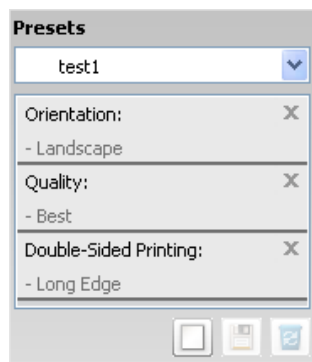 Presets
test1
Orientation:
- Landscape
Quality:
- Best
Double-Sided Printing:
- Long Edge